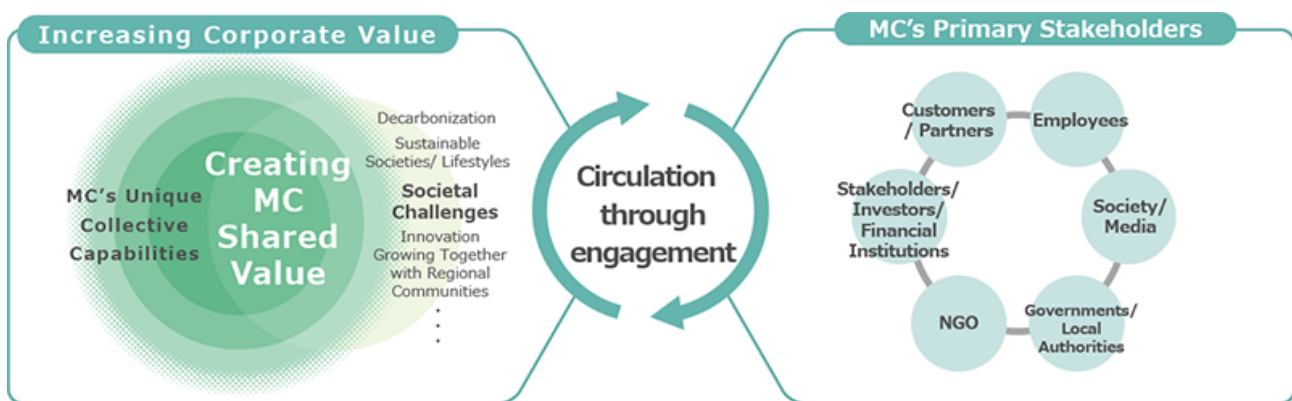 Increasing Corporate Value
MC's Unique
Collective
Capabilities
Creating
MC
Shared
Value
Decarbonization
Sustainable
Societies/ Lifestyles
Societal
Challenges
Innovation
Growing Together
with Regional
Communities
Circulation
through
engagement
MC's Primary Stakeholders
Customers
/ Partners
Employees
Stakeholders/
Investors/
Financial
Institutions
Society/
Media
NGO
Governments/
Local
Authorities